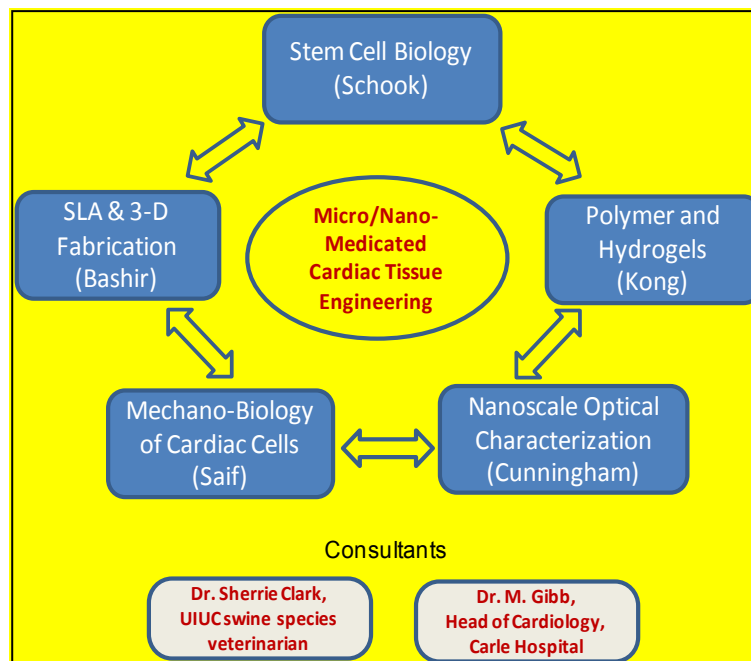 Stem Cell Biology
(Schook)
SLA & 3-D
Fabrication
(Bashir)
Micro/Nano-
Medicated
Cardiac Tissue
Engineering
Polymer and
Hydrogels
(Kong)
Mechano-Biology
of Cardiac Cells
(Saif)
Nanoscale Optical
Characterization
(Cunningham)
Consultants
Dr. Sherrie Clark,
UIUC swine species
veterinarian
Dr. M. Gibb,
Head of Cardiology,
Carle Hospital